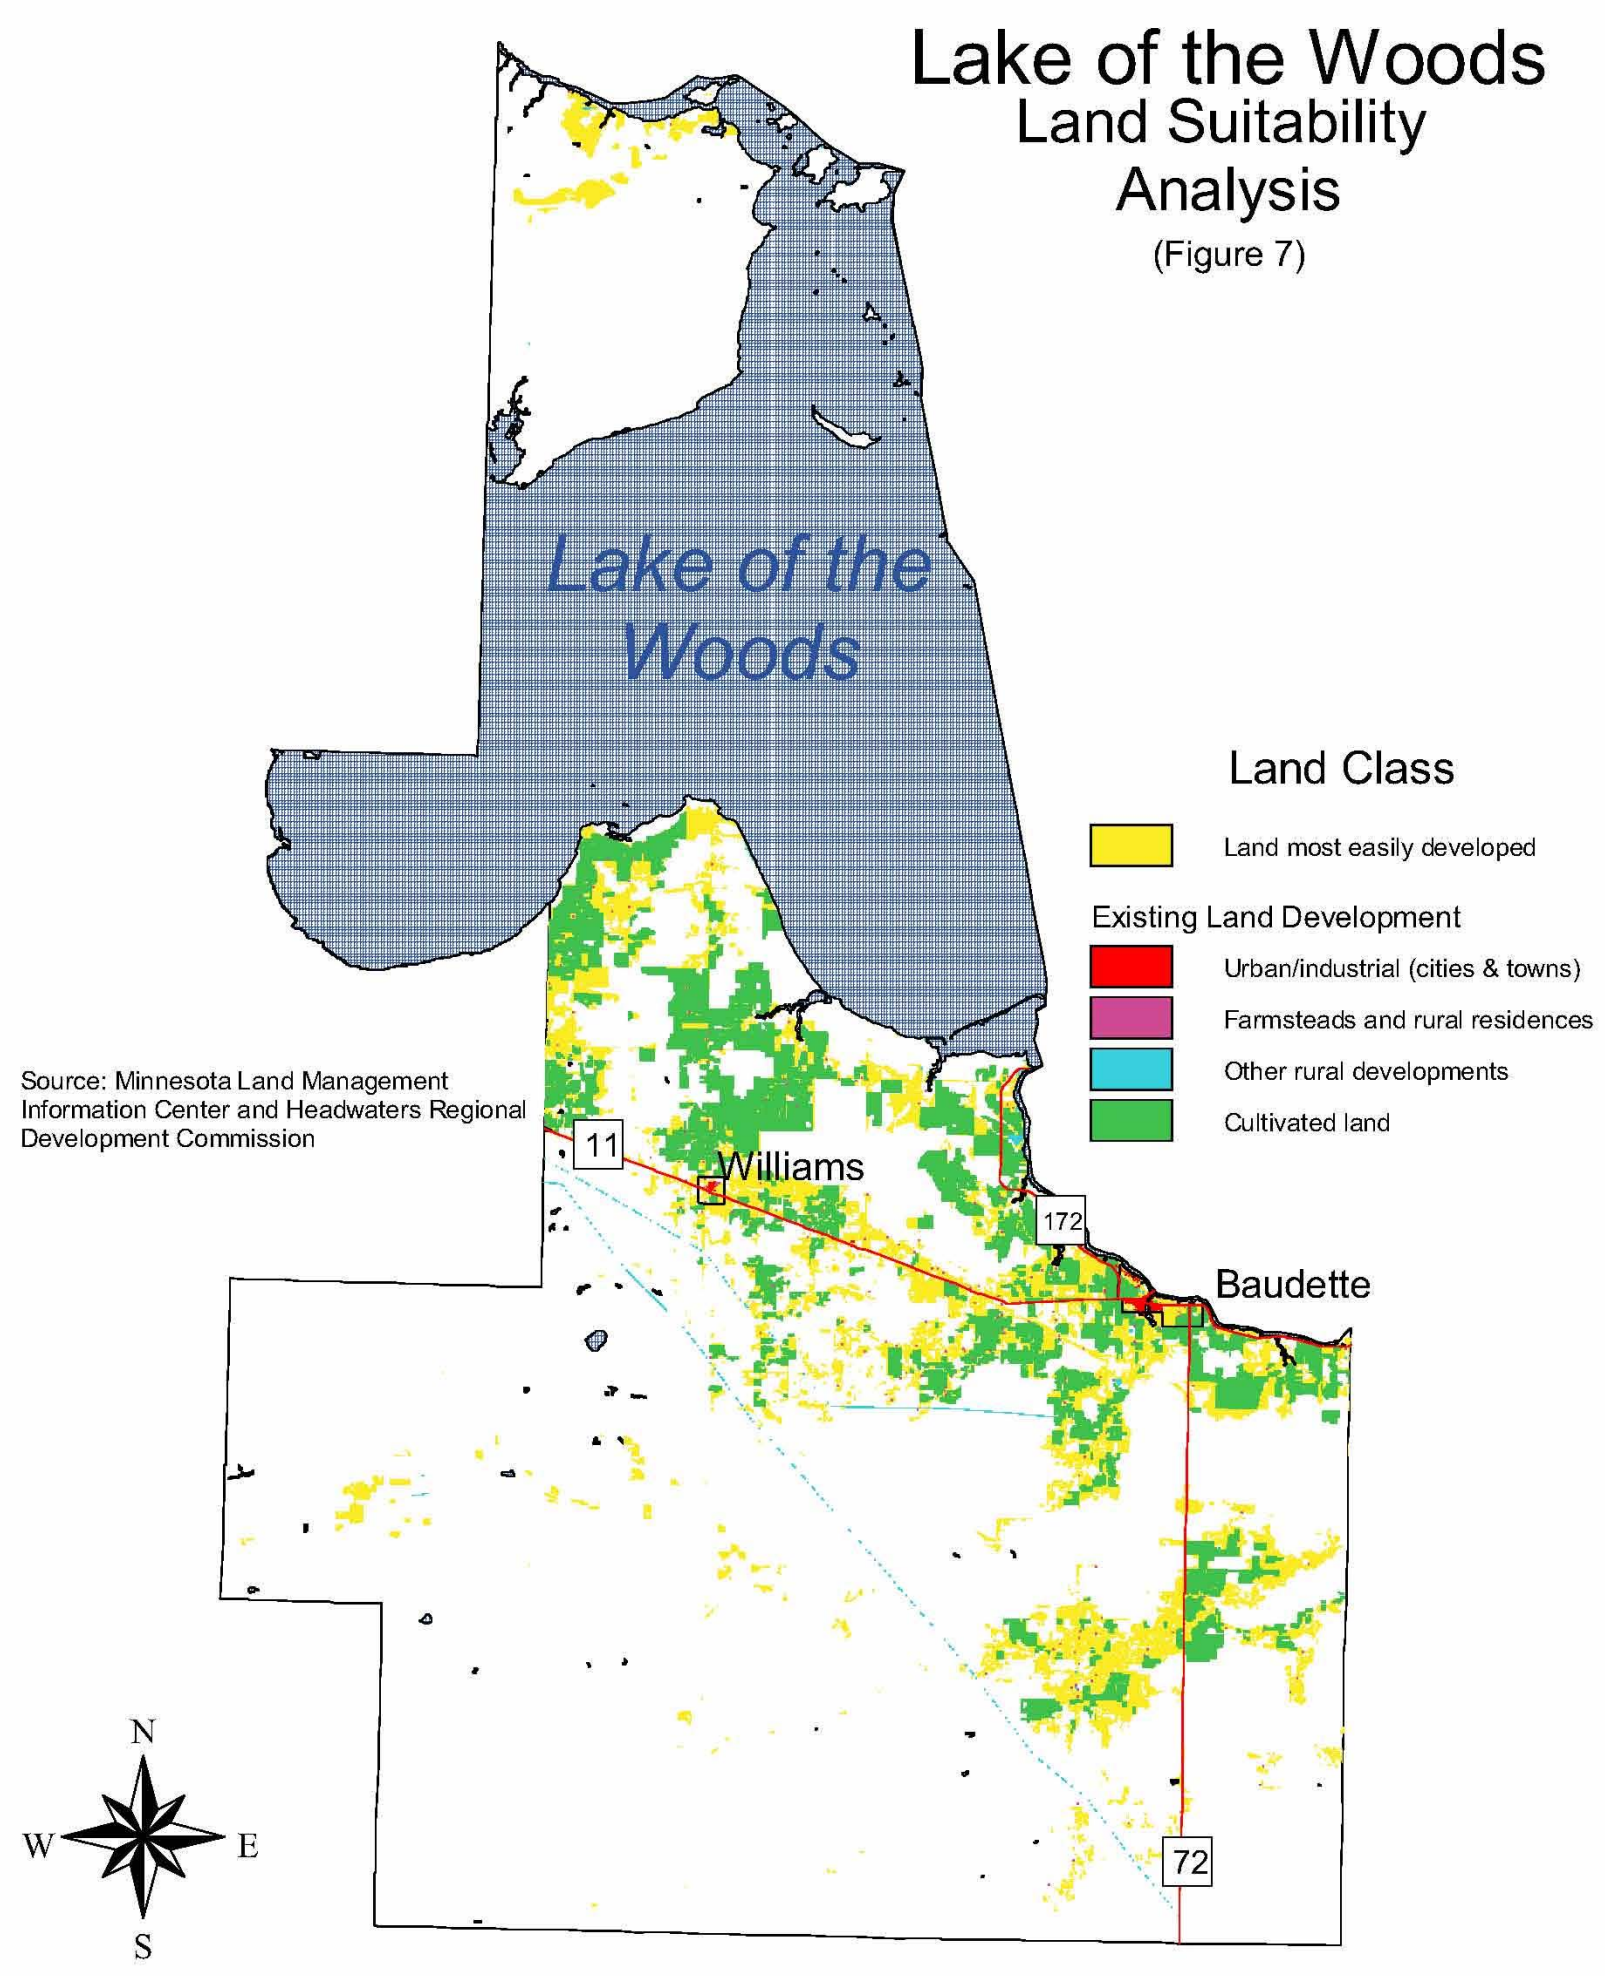 Lake of the Woods
Land Suitability
Analysis
(Figure 7)
Lake of the
Woods
Land Class
Land most easily developed
Existing Land Development
Urban/industrial (cities & towns)
Farmsteads and rural residences
Other rural developments
Cultivated land
Source: Minnesota Land Management
Information Center and Headwaters Regional
Development Commission
11
Williams
172
Baudette
72
N
W
E
S